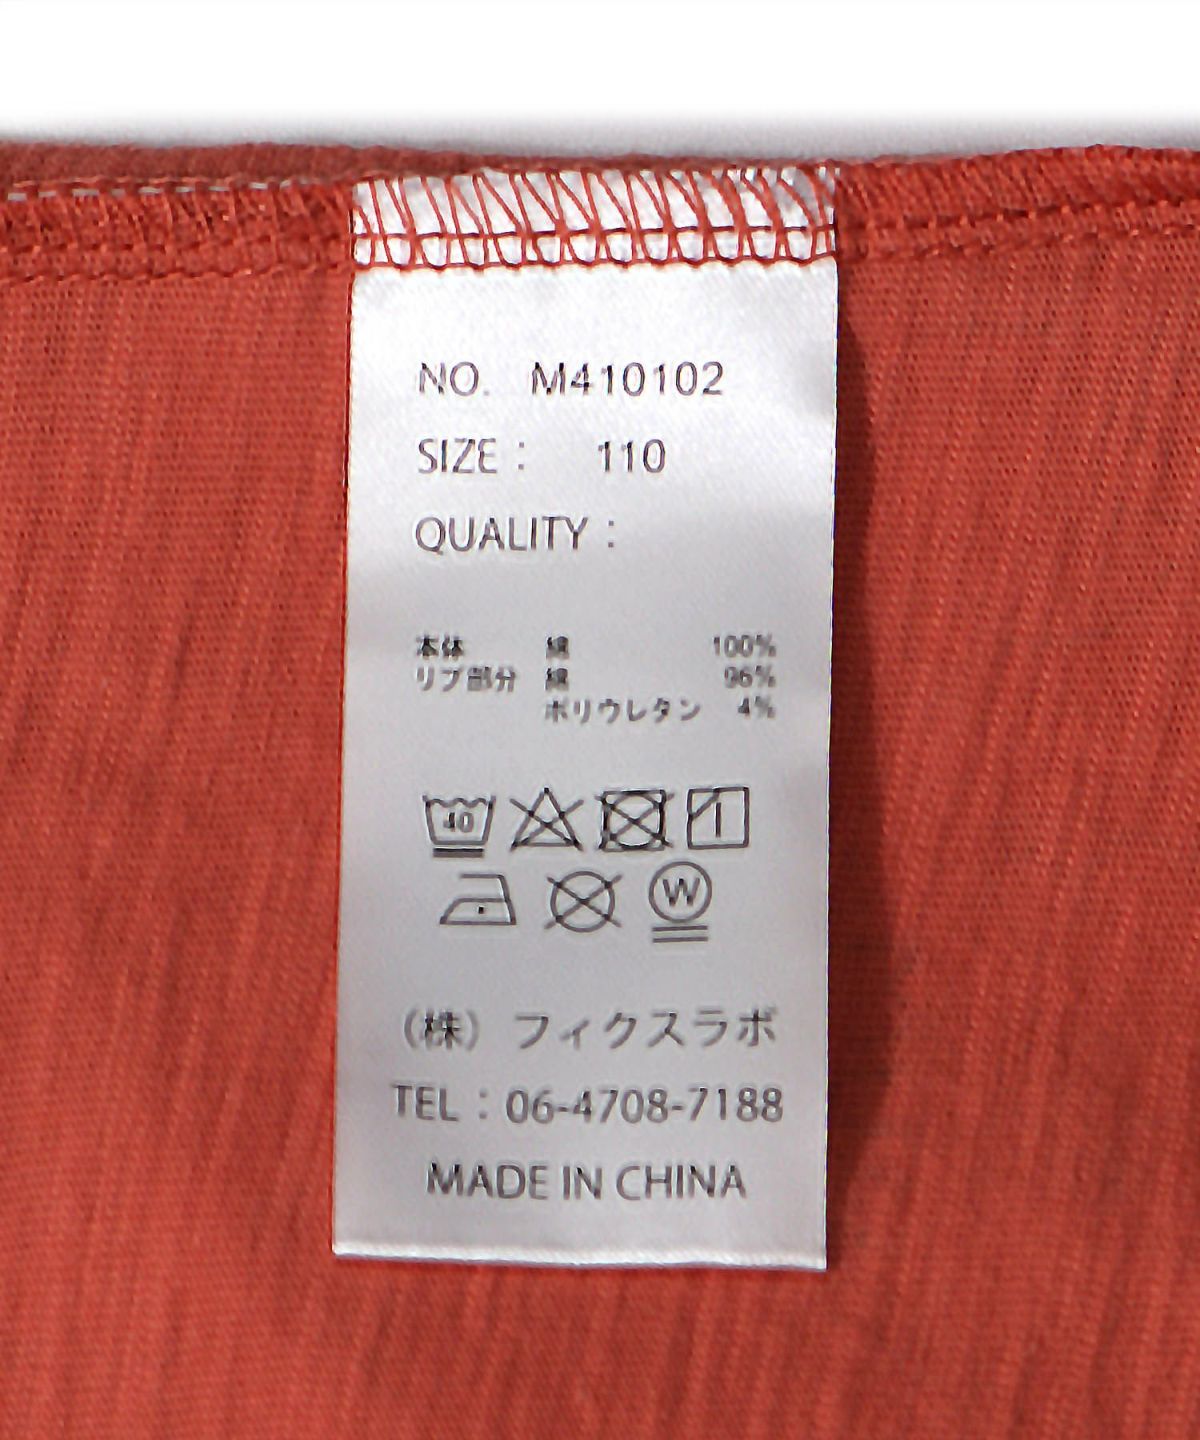 NO. M410102
SIZE : 110
QUALITY :
本体 綿 100%
リブ部分 綿 96%
ポリウレタン 4%
40
W
(株) フィクスラボ
TEL : 06-4708-7188
MADE IN CHINA